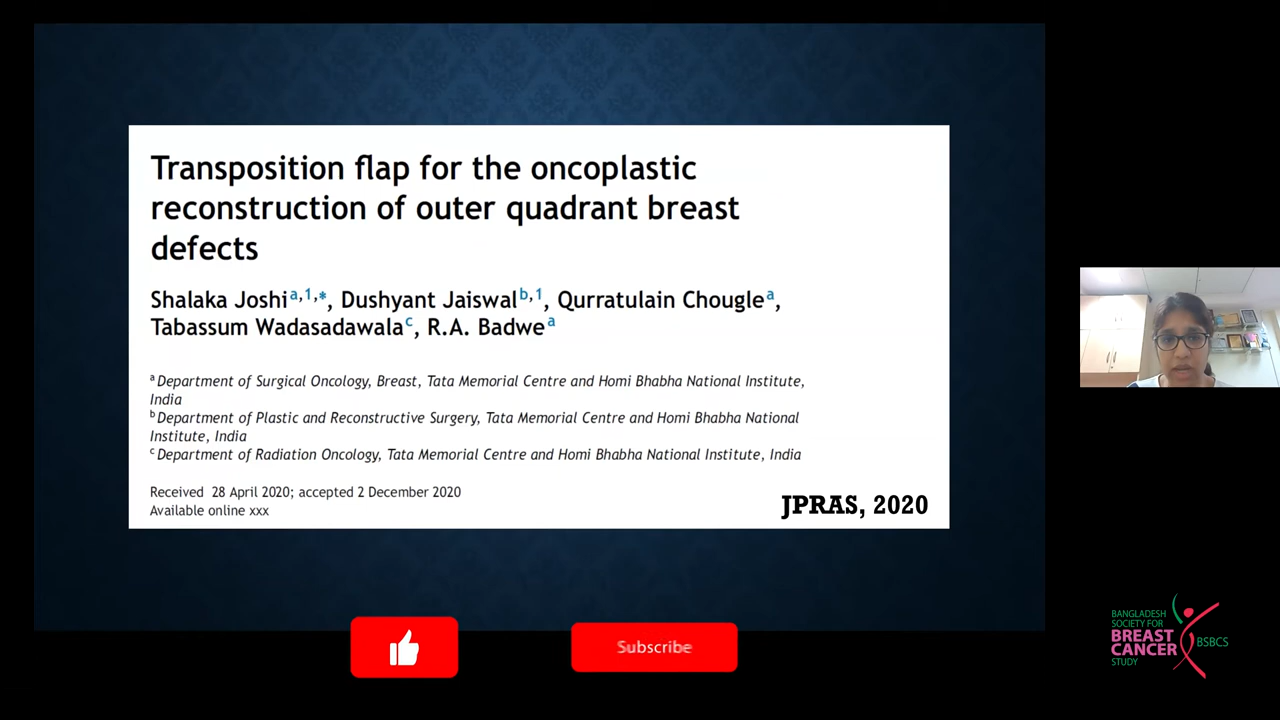 Transposition flap for the oncoplastic
reconstruction of outer quadrant breast
defects
Shalaka Joshi a,1,*, Dushyant Jaiswal b,1, Qurratulain Chougle a,
Tabassum Wadasadawala c, R.A. Badwe a
a Department of Surgical Oncology, Breast, Tata Memorial Centre and Homi Bhabha National Institute,
India
b Department of Plastic and Reconstructive Surgery, Tata Memorial Centre and Homi Bhabha National
Institute, India
c Department of Radiation Oncology, Tata Memorial Centre and Homi Bhabha National Institute, India
Received 28 April 2020; accepted 2 December 2020
Available online xxx
JPRAS, 2020
Subscribe
BANGLADESH
SOCIETY FOR
BREAST
CANCER
STUDY
BSBCS